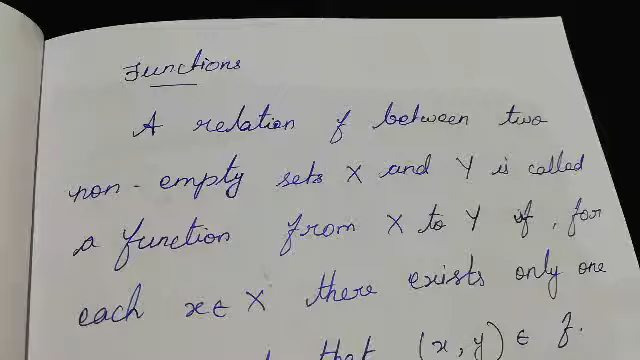 Functions
A relation f between two
non-empty sets X and Y is called
a function from X to Y if, for
each x ∈ X there exists only one
that (x, y) ∈ f.